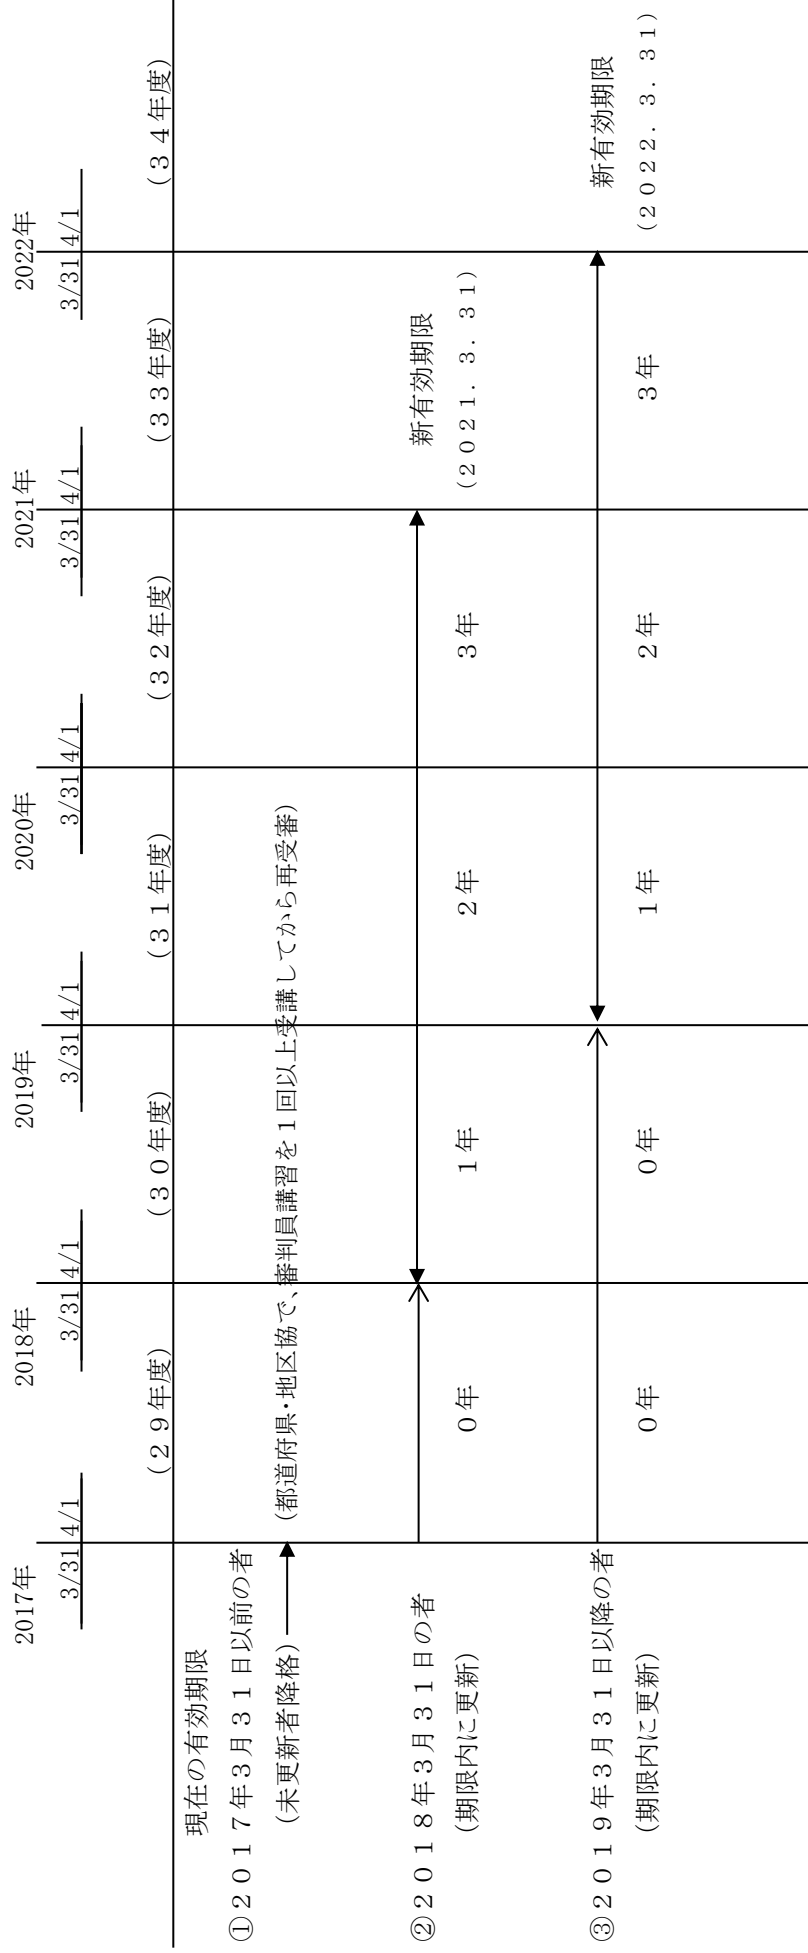 2017年 2018年 2019年 2020年 2021年 2022年
3/31 4/1 3/31 4/1 3/31 4/1 3/31 4/1 3/31 4/1 3/31 4/1
(２９年度) (３０年度) (３１年度) (３２年度) (３３年度) (３４年度)
現在の有効期限
①２０１７年３月３１日以前の者
(未更新者降格) (都道府県・地区協で、審判員講習を１回以上受講してから再受審)
②２０１８年３月３１日の者 新有効期限
(期限内に更新) ０年 １年 ２年 ３年 (２０２１．３．３１)
③２０１９年３月３１日以降の者 新有効期限
(期限内に更新) ０年 ０年 １年 ２年 ３年 (２０２２．３．３１)